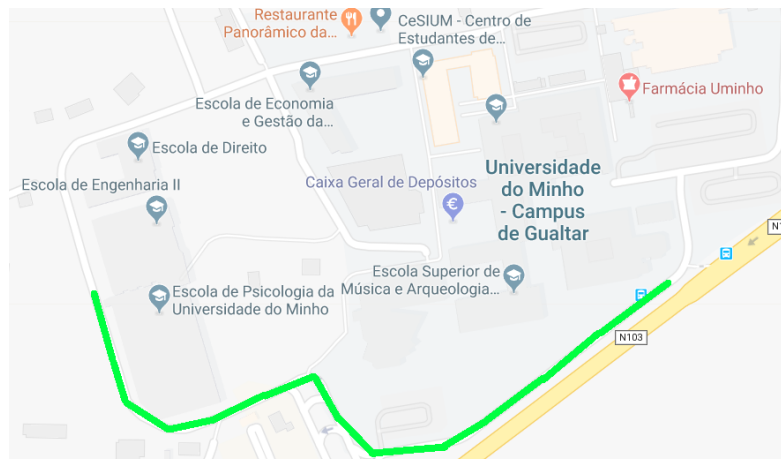 Restaurante
Panorâmico da...
CeSIUM - Centro de
Estudantes de...
Farmácia Uminho
Escola de Economia
e Gestão da...
Escola de Direito
Escola de Engenharia II
Caixa Geral de Depósitos
€
Universidade
do Minho
- Campus
de Gualtar
N1
Escola Superior de
Música e Arqueologia...
Escola de Psicologia da
Universidade do Minho
N103